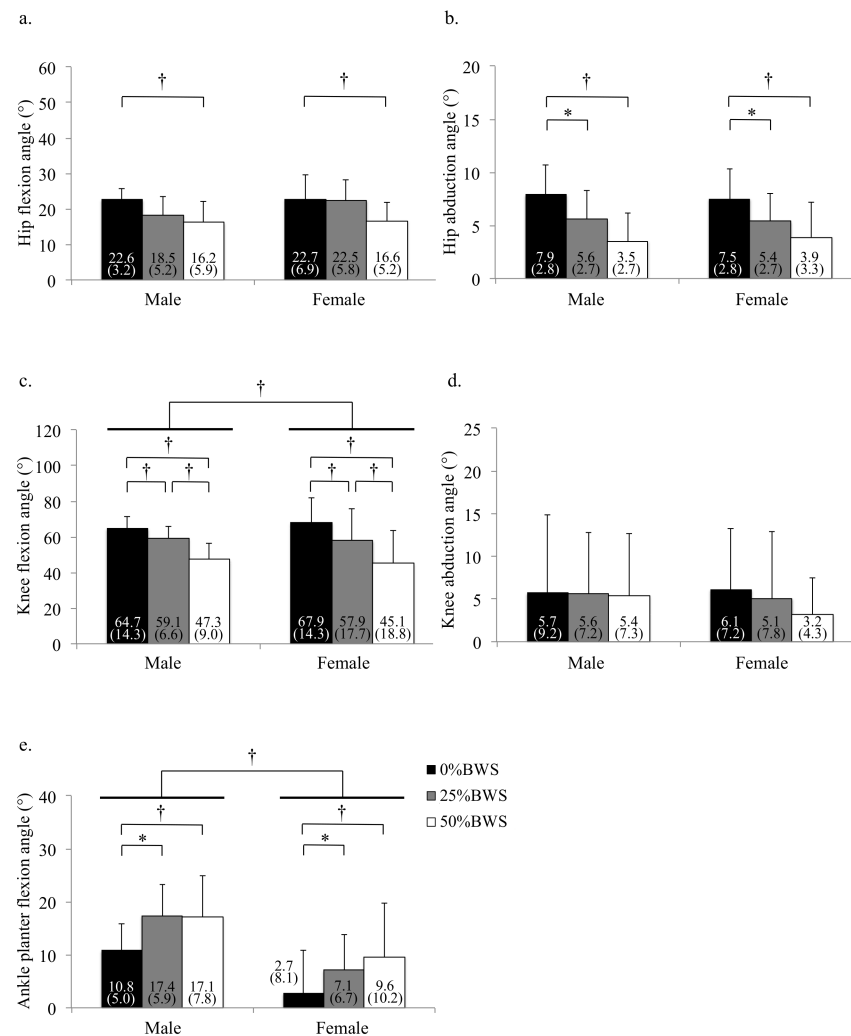 a.
Hip flexion angle (°)
60
50
40
30
20
10
0
†
†
22.6 18.5 16.2
(3.2) (5.2) (5.9)
22.7 22.5 16.6
(6.9) (5.8) (5.2)
Male Female
b.
Hip abduction angle (°)
20
15
10
5
0
†
*
†
*
7.9 5.6 3.5
(2.8) (2.7) (2.7)
7.5 5.4 3.9
(2.8) (2.7) (3.3)
Male Female
c.
Knee flexion angle (°)
120
100
80
60
40
20
0
†
†
† †
†
† †
64.7 59.1 47.3
(14.3) (6.6) (9.0)
67.9 57.9 45.1
(14.3) (17.7) (18.8)
Male Female
d.
Knee abduction angle (°)
25
20
15
10
5
0
5.7 5.6 5.4
(9.2) (7.2) (7.3)
6.1 5.1 3.2
(7.2) (7.8) (4.3)
Male Female
e.
Ankle planter flexion angle (°)
40
30
20
10
0
†
†
*
†
*
10.8 17.4 17.1
(5.0) (5.9) (7.8)
2.7 7.1 9.6
(8.1) (6.7) (10.2)
Male Female
0%BWS
25%BWS
50%BWS